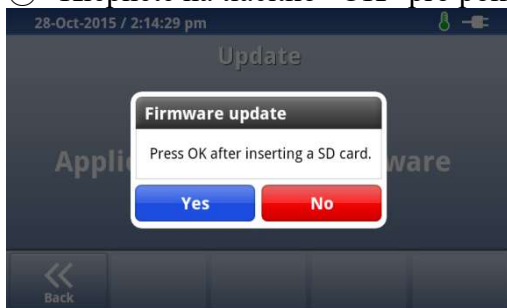 28-Oct-2015 / 2:14:29 pm
Update
Firmware update
Press OK after inserting a SD card.
Yes
No
Back